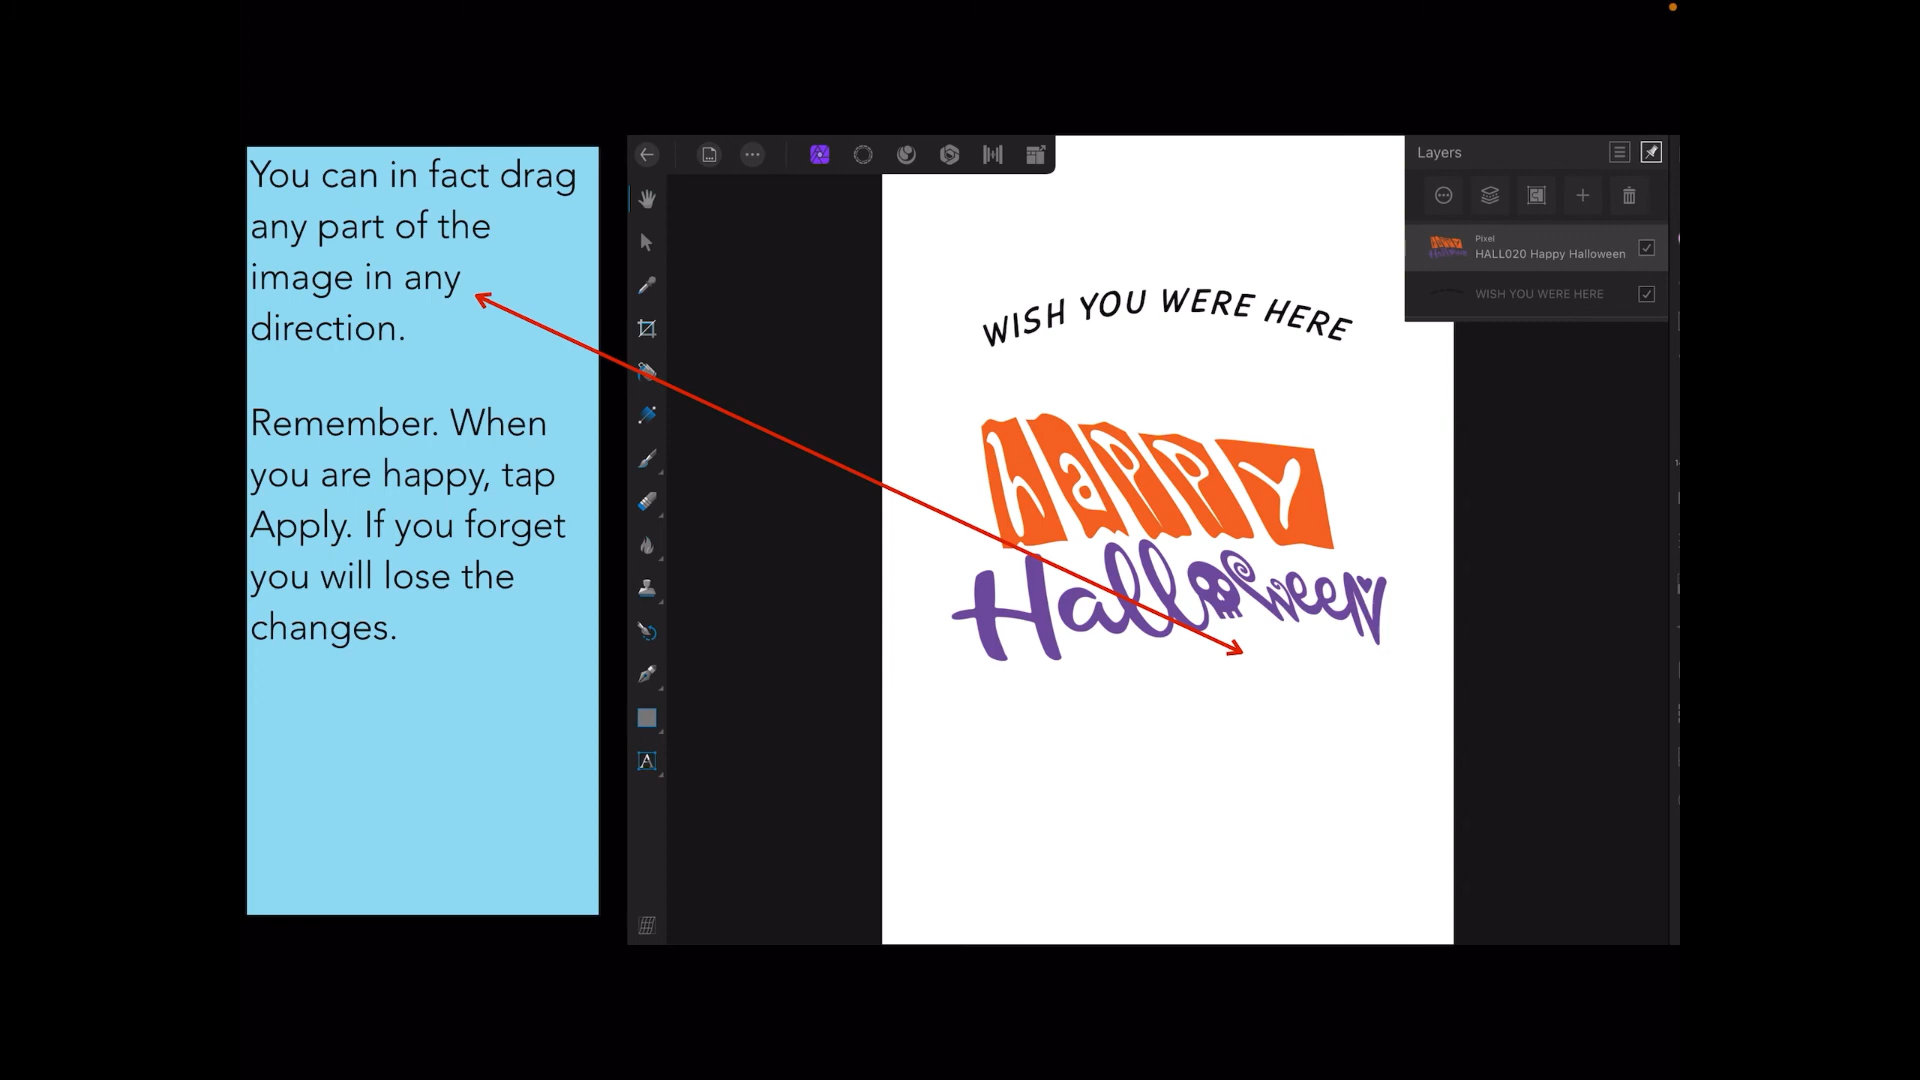 You can in fact drag
any part of the
image in any
direction.
Remember. When
you are happy, tap
Apply. If you forget
you will lose the
changes.
Layers
Pixel
HALL020 Happy Halloween
WISH YOU WERE HERE
WISH YOU WERE HERE
happy
Halloween
A